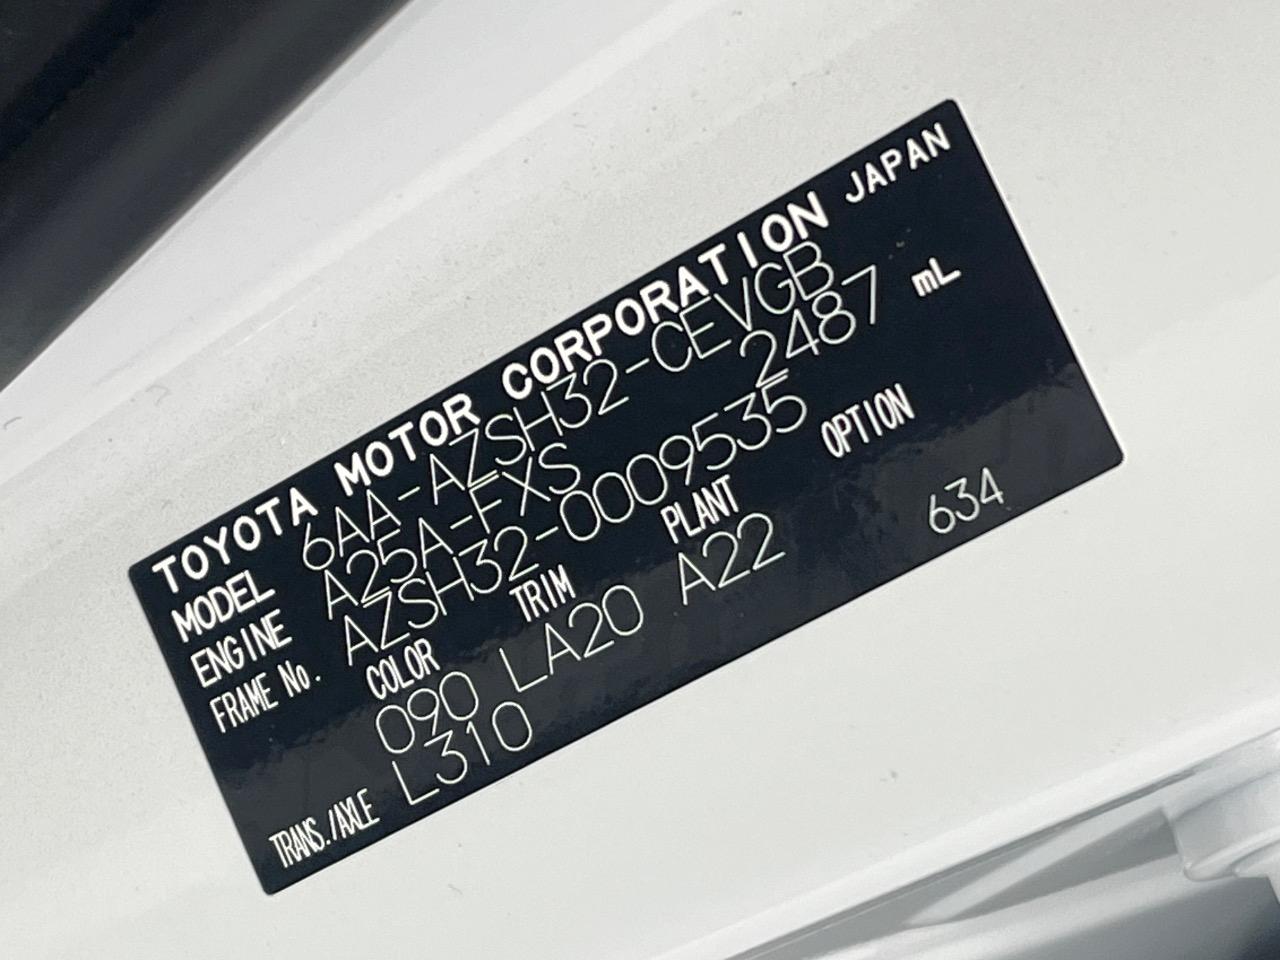 TOYOTA MOTOR CORPORATION JAPAN
MODEL 6AA-AZSH32-CEVGB
ENGINE A25A-FXS 2487 mL
FRAME No. AZSH32-0009535
COLOR TRIM PLANT OPTION
090 LA20 A22 634
TRANS./AXLE L310